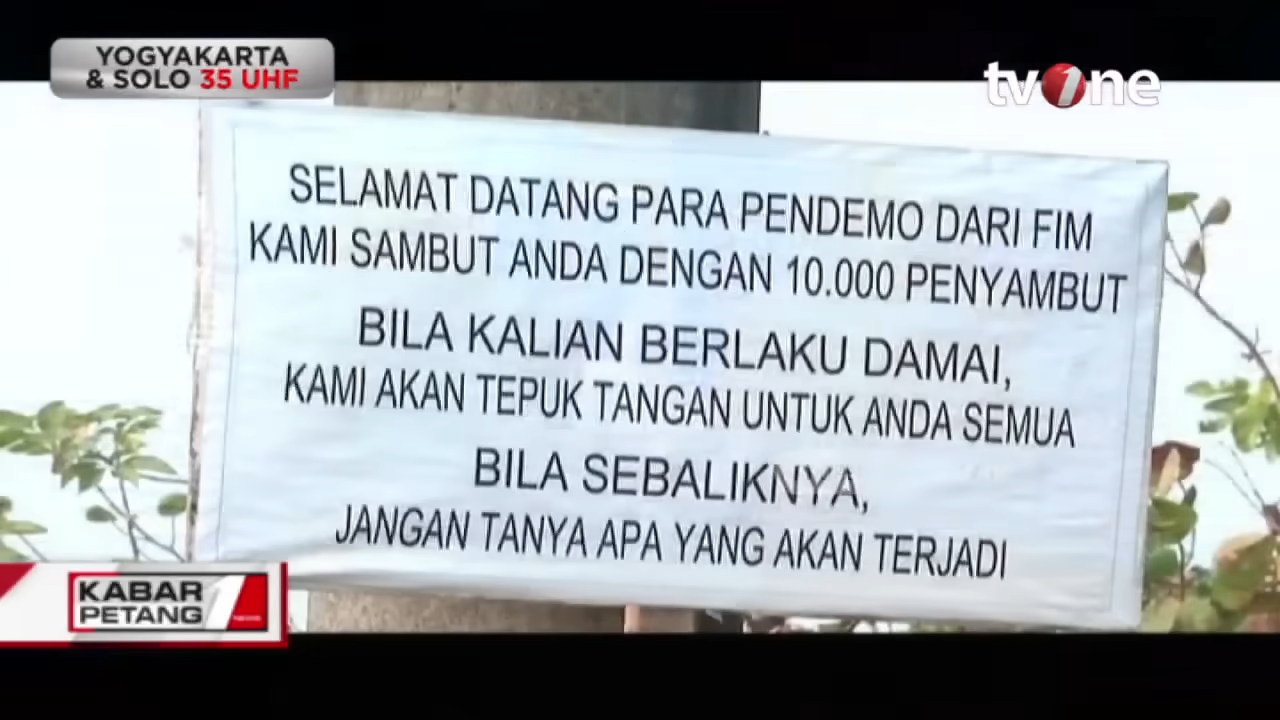 YOGYAKARTA
& SOLO 35 UHF
tvOne
SELAMAT DATANG PARA PENDEMO DARI FIM
KAMI SAMBUT ANDA DENGAN 10.000 PENYAMBUT
BILA KALIAN BERLAKU DAMAI,
KAMI AKAN TEPUK TANGAN UNTUK ANDA SEMUA
BILA SEBALIKNYA,
JANGAN TANYA APA YANG AKAN TERJADI
KABAR
PETANG
1
NEWS